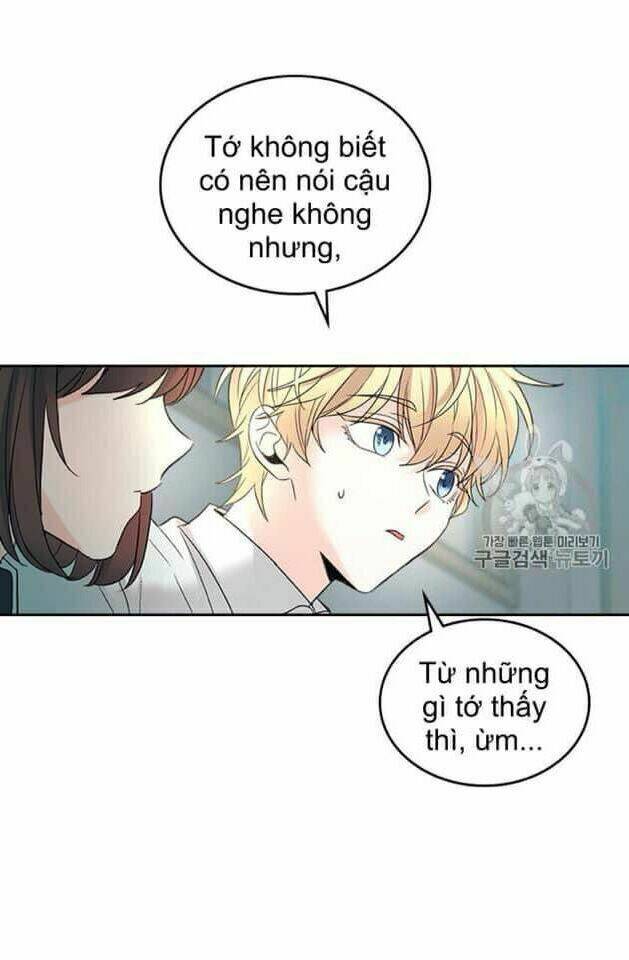 Tớ không biết
có nên nói cậu
nghe không
nhưng,
가장 빠른 웹툰 미리보기
구글검색 뉴토끼
Từ những
gì tớ thấy
thì, ừm...